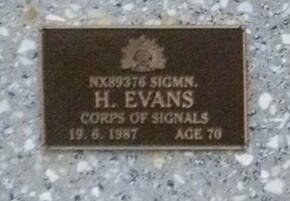 NX89376 SIGMN.
H. EVANS
CORPS OF SIGNALS
19. 6. 1987 AGE 70